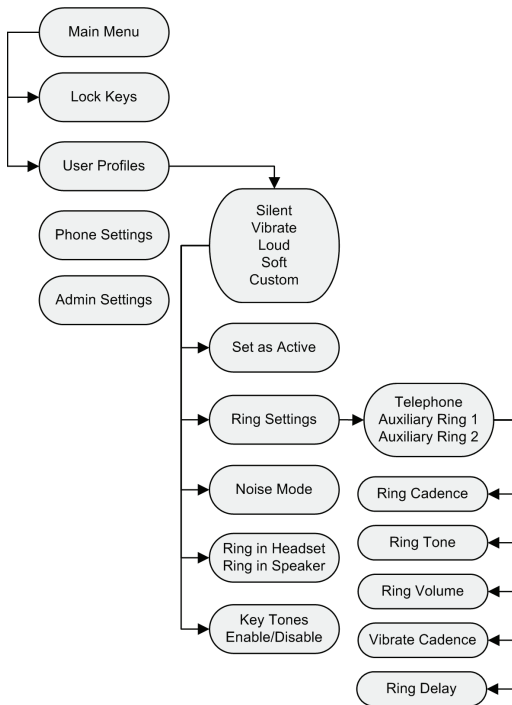 Main Menu
Lock Keys
User Profiles
Phone Settings
Admin Settings
Silent
Vibrate
Loud
Soft
Custom
Set as Active
Ring Settings
Noise Mode
Ring in Headset
Ring in Speaker
Key Tones
Enable/Disable
Telephone
Auxiliary Ring 1
Auxiliary Ring 2
Ring Cadence
Ring Tone
Ring Volume
Vibrate Cadence
Ring Delay